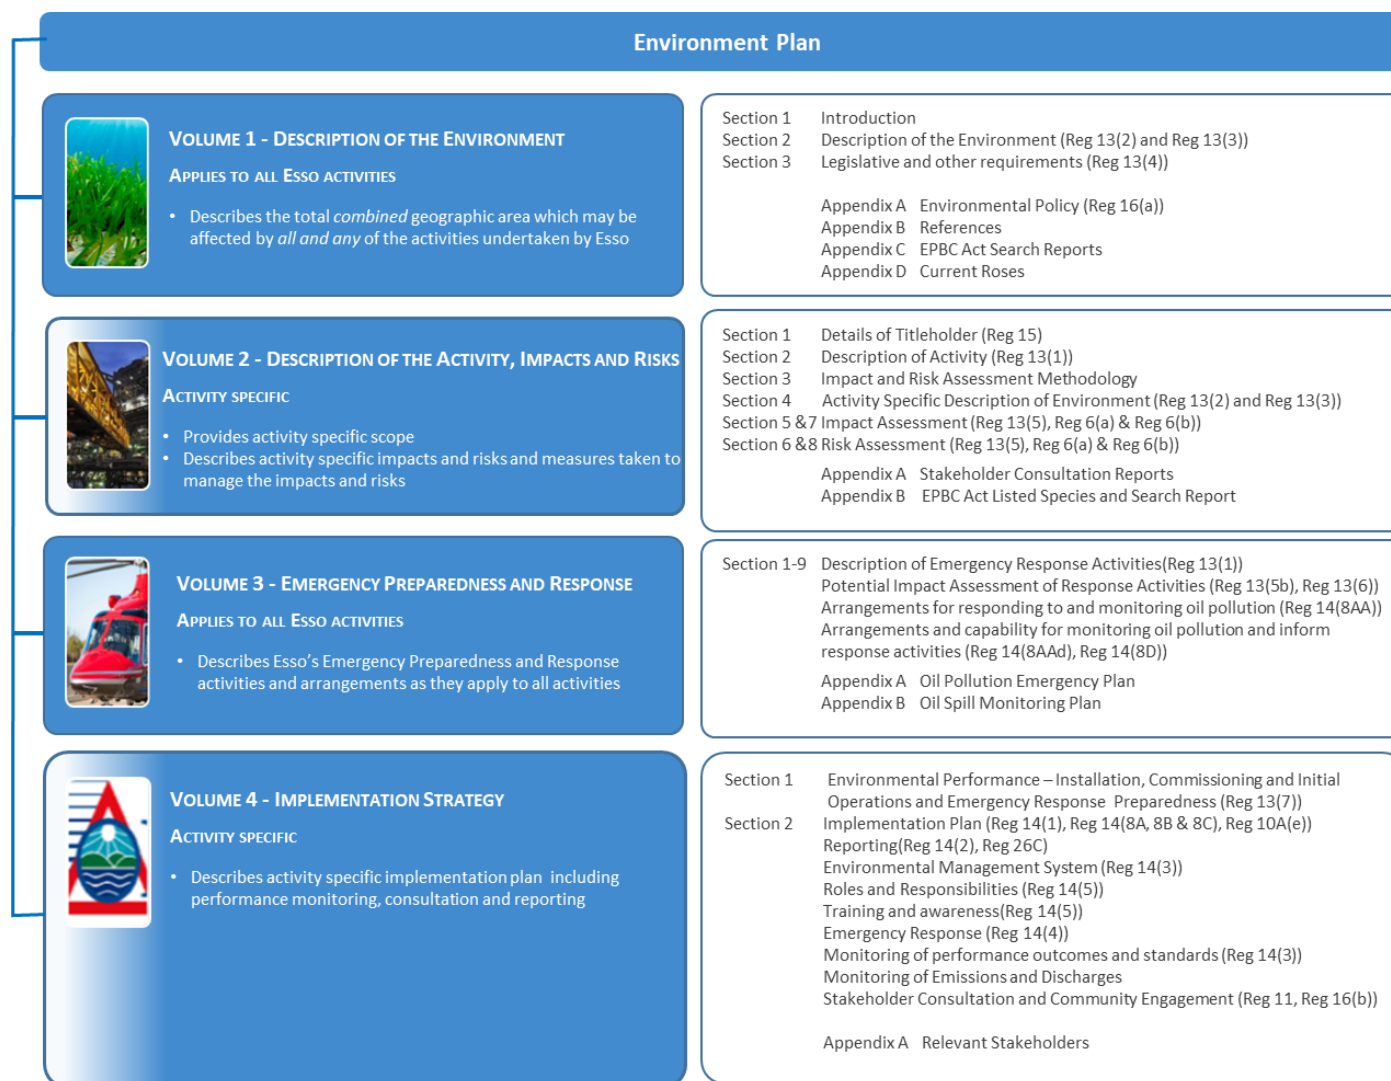 Environment Plan
VOLUME 1 - DESCRIPTION OF THE ENVIRONMENT
APPLIES TO ALL ESSO ACTIVITIES
• Describes the total combined geographic area which may be
affected by all and any of the activities undertaken by Esso
Section 1 Introduction
Section 2 Description of the Environment (Reg 13(2) and Reg 13(3))
Section 3 Legislative and other requirements (Reg 13(4))
Appendix A Environmental Policy (Reg 16(a))
Appendix B References
Appendix C EPBC Act Search Reports
Appendix D Current Roses
VOLUME 2 - DESCRIPTION OF THE ACTIVITY, IMPACTS AND RISKS
ACTIVITY SPECIFIC
• Provides activity specific scope
• Describes activity specific impacts and risks and measures taken to
manage the impacts and risks
Section 1 Details of Titleholder (Reg 15)
Section 2 Description of Activity (Reg 13(1))
Section 3 Impact and Risk Assessment Methodology
Section 4 Activity Specific Description of Environment (Reg 13(2) and Reg 13(3))
Section 5 &7 Impact Assessment (Reg 13(5), Reg 6(a) & Reg 6(b))
Section 6 &8 Risk Assessment (Reg 13(5), Reg 6(a) & Reg 6(b))
Appendix A Stakeholder Consultation Reports
Appendix B EPBC Act Listed Species and Search Report
VOLUME 3 - EMERGENCY PREPAREDNESS AND RESPONSE
APPLIES TO ALL ESSO ACTIVITIES
• Describes Esso's Emergency Preparedness and Response
activities and arrangements as they apply to all activities
Section 1-9 Description of Emergency Response Activities(Reg 13(1))
Potential Impact Assessment of Response Activities (Reg 13(5b), Reg 13(6))
Arrangements for responding to and monitoring oil pollution (Reg 14(8AA))
Arrangements and capability for monitoring oil pollution and inform
response activities (Reg 14(8AAd), Reg 14(8D))
Appendix A Oil Pollution Emergency Plan
Appendix B Oil Spill Monitoring Plan
VOLUME 4 - IMPLEMENTATION STRATEGY
ACTIVITY SPECIFIC
• Describes activity specific implementation plan including
performance monitoring, consultation and reporting
Section 1 Environmental Performance – Installation, Commissioning and Initial
Operations and Emergency Response Preparedness (Reg 13(7))
Section 2 Implementation Plan (Reg 14(1), Reg 14(8A, 8B & 8C), Reg 10A(e))
Reporting(Reg 14(2), Reg 26C)
Environmental Management System (Reg 14(3))
Roles and Responsibilities (Reg 14(5))
Training and awareness(Reg 14(5))
Emergency Response (Reg 14(4))
Monitoring of performance outcomes and standards (Reg 14(3))
Monitoring of Emissions and Discharges
Stakeholder Consultation and Community Engagement (Reg 11, Reg 16(b))
Appendix A Relevant Stakeholders